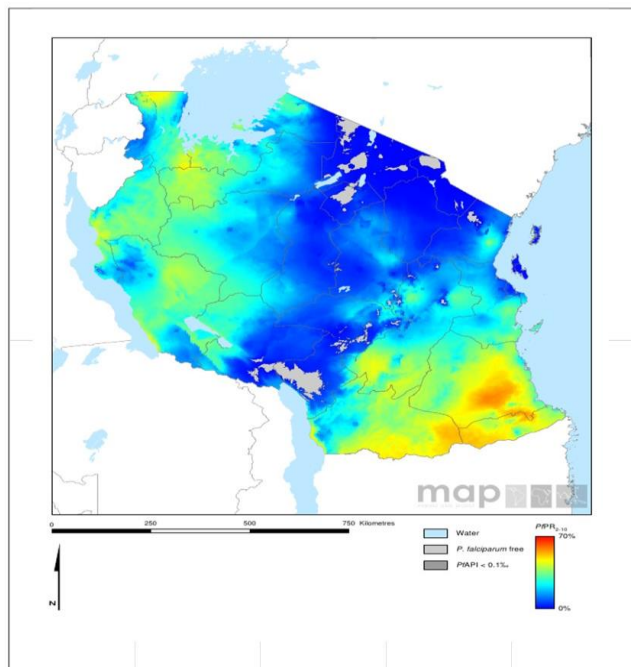 map
0 250 500 750 Kilometres
N
Water
P. falciparum free
PfAPI < 0.1‰
PfPR2-10
70%
0%